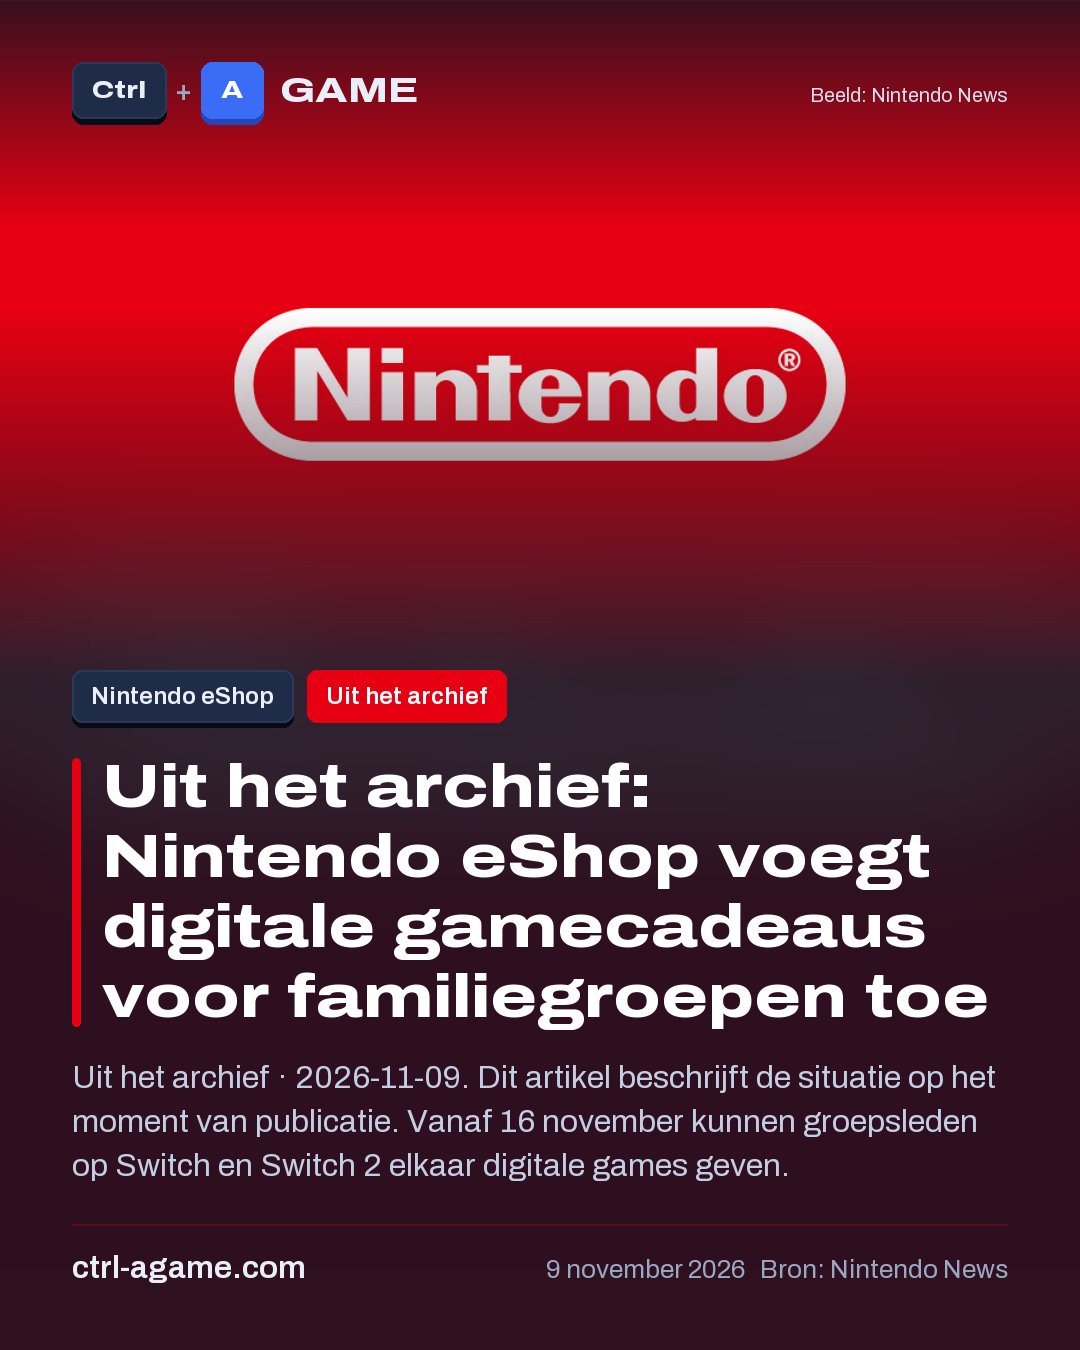 Ctrl + A GAME
Beeld: Nintendo News
Nintendo®
Nintendo eShop
Uit het archief
Uit het archief:
Nintendo eShop voegt
digitale gamecadeaus
voor familiegroepen toe
Uit het archief · 2026-11-09. Dit artikel beschrijft de situatie op het
moment van publicatie. Vanaf 16 november kunnen groepsleden
op Switch en Switch 2 elkaar digitale games geven.
ctrl-agame.com
9 november 2026 Bron: Nintendo News